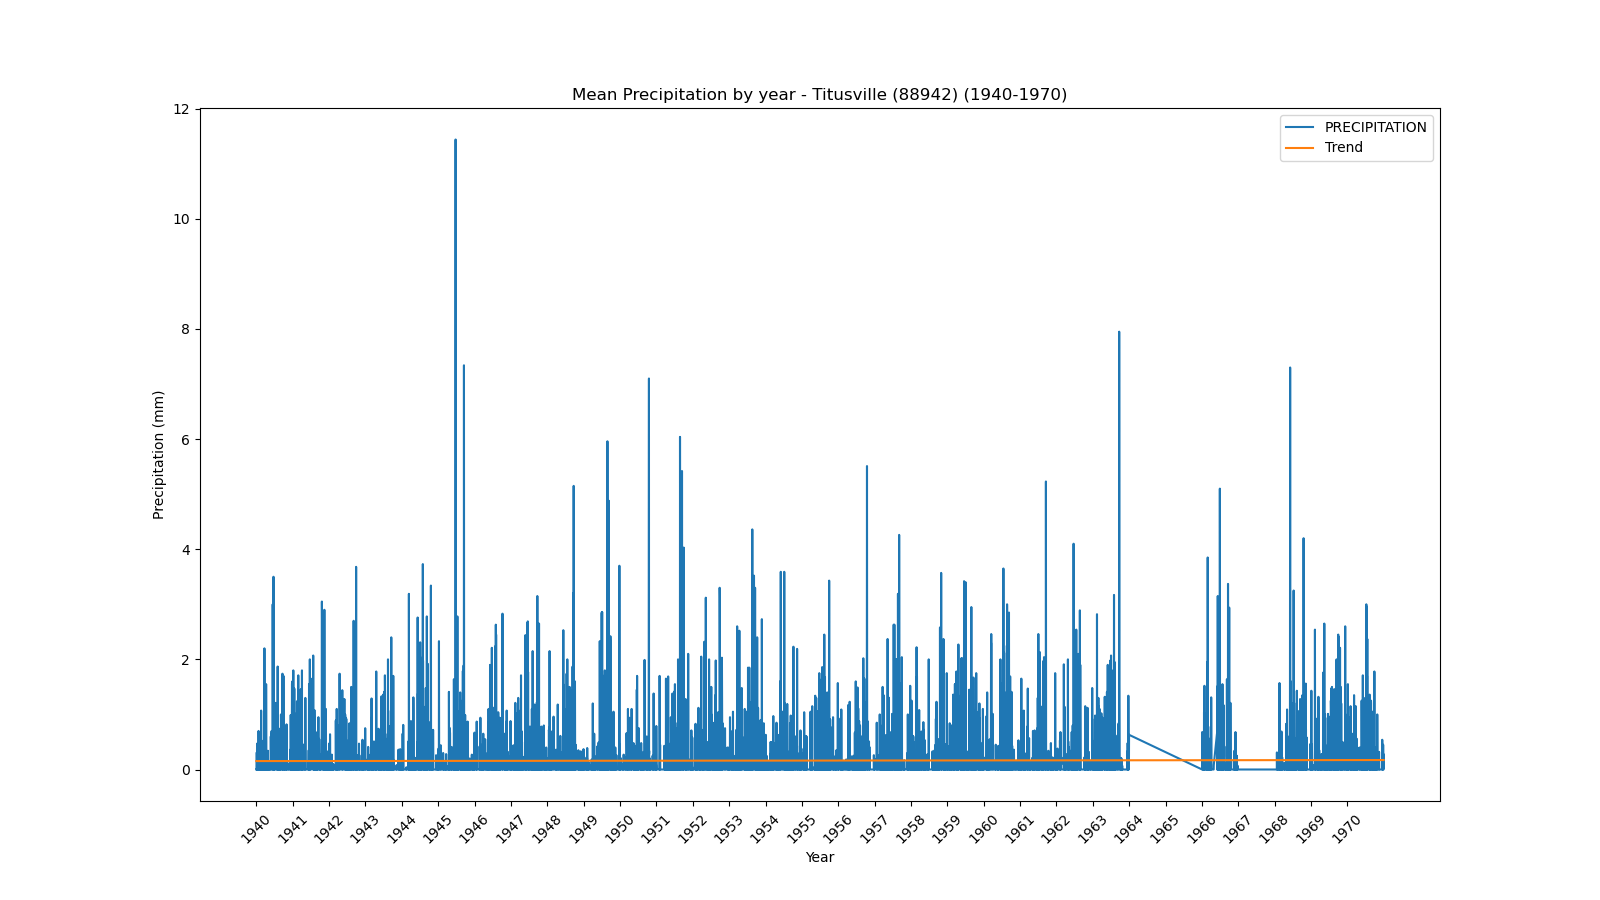 Mean Precipitation by year - Titusville (88942) (1940-1970)
PRECIPITATION
Trend
12
10
8
6
4
2
0
Precipitation (mm)
1940 1941 1942 1943 1944 1945 1946 1947 1948 1949 1950 1951 1952 1953 1954 1955 1956 1957 1958 1959 1960 1961 1962 1963 1964 1965 1966 1967 1968 1969 1970
Year